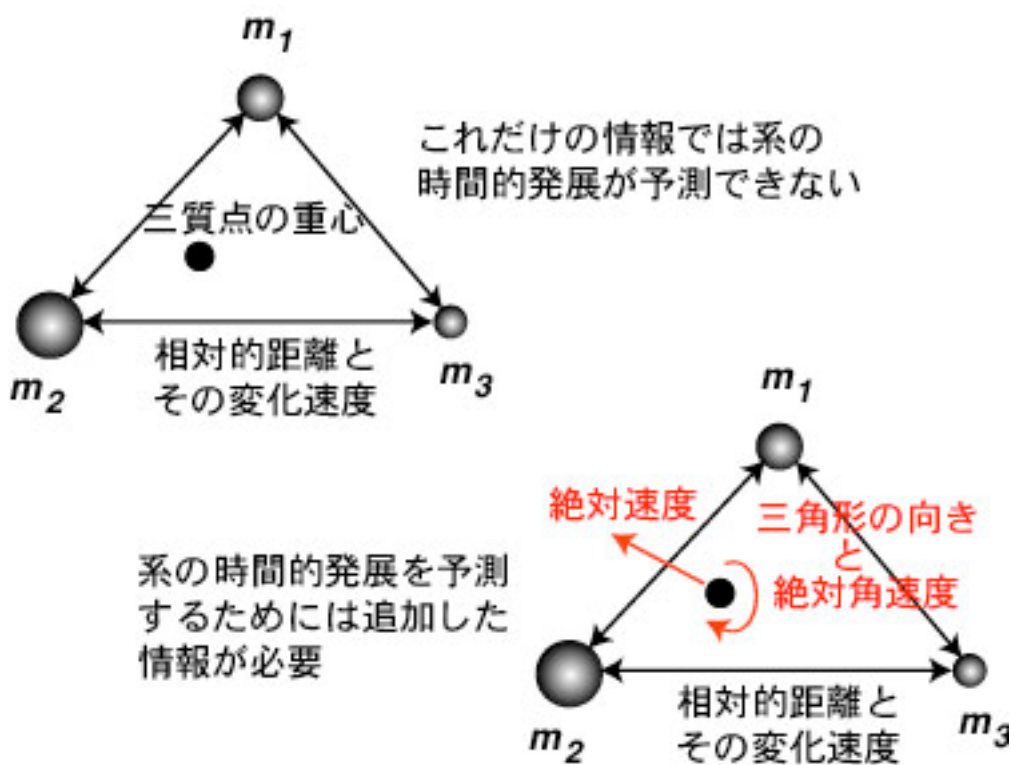 m1
これだけの情報では系の
時間的発展が予測できない
三質点の重心
相対的距離と
その変化速度
m2
m3
m1
絶対速度
三角形の向き
と
絶対角速度
系の時間的発展を予測
するためには追加した
情報が必要
相対的距離と
その変化速度
m2
m3